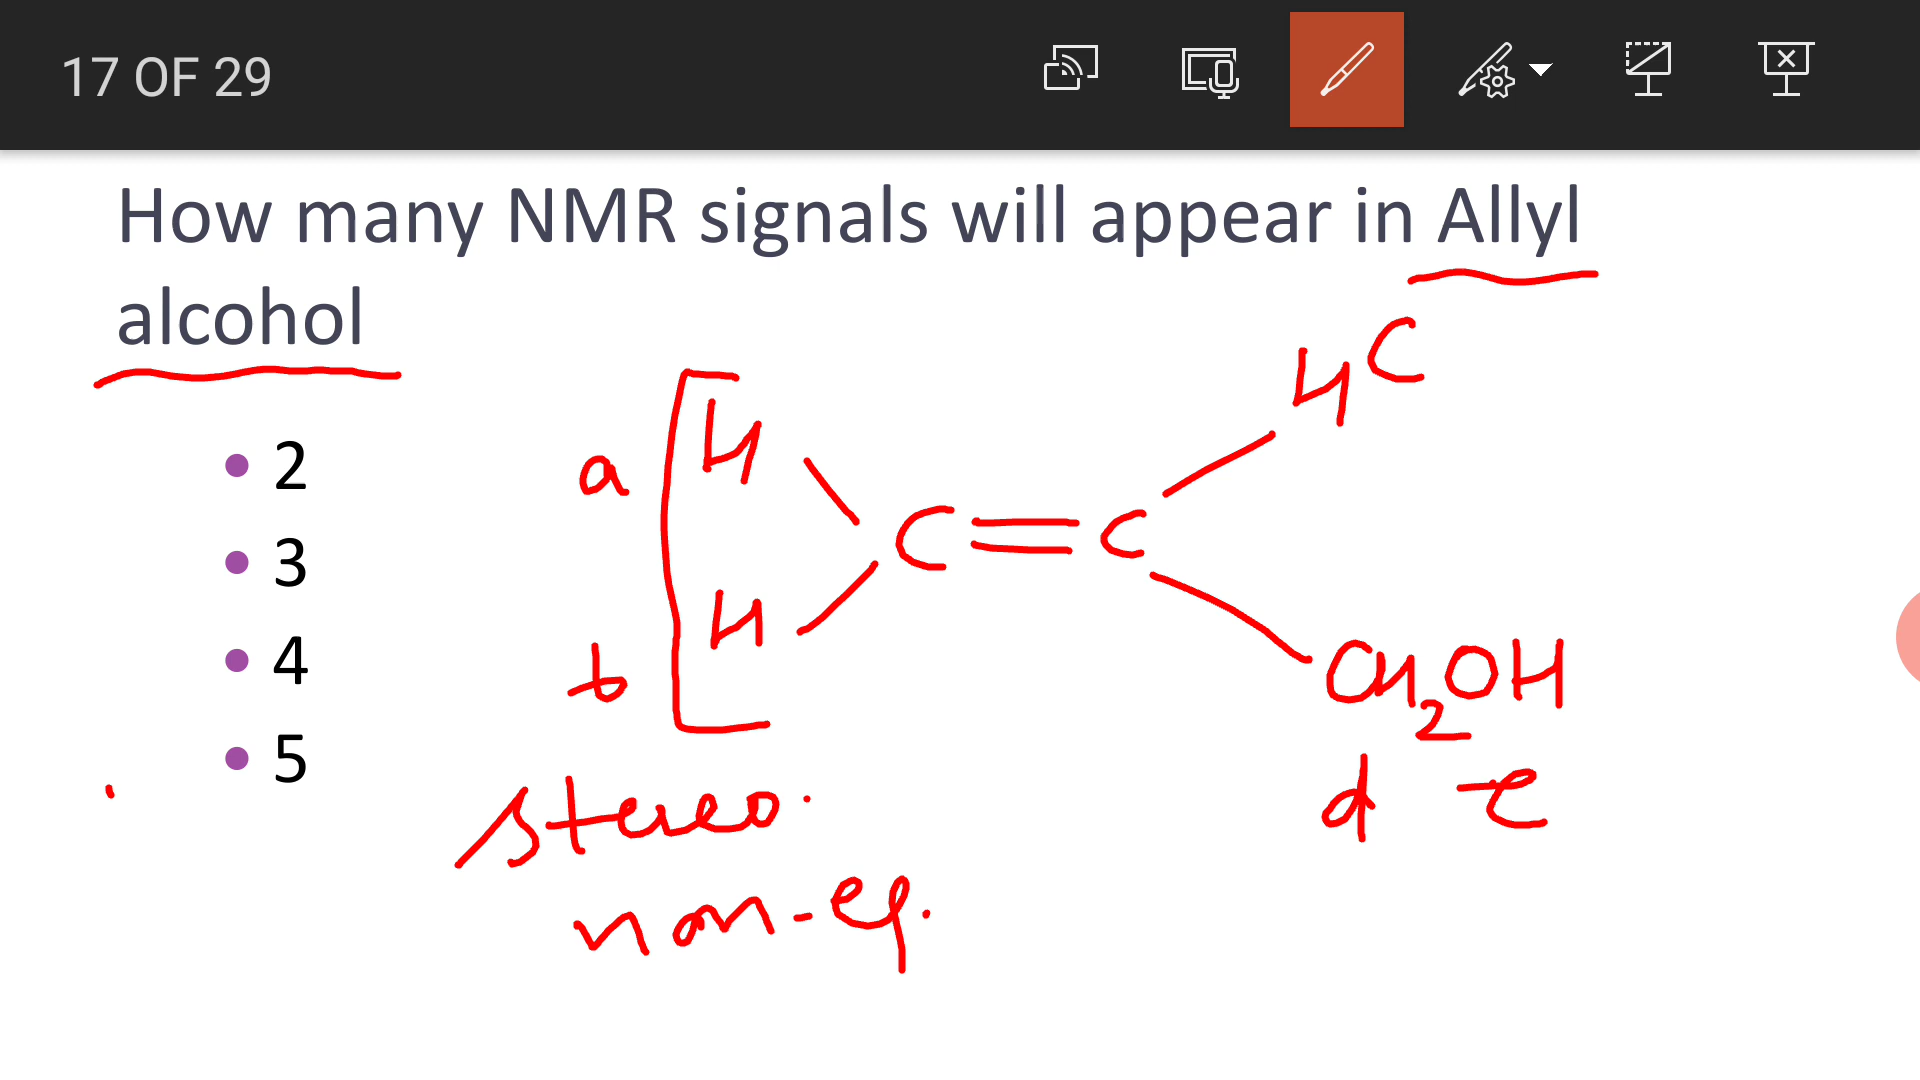 17 OF 29
How many NMR signals will appear in Allyl
alcohol
• 2
• 3
• 4
• 5
a H
H C
C = C
b H
CH2OH
d e
stereo.
non-eq.